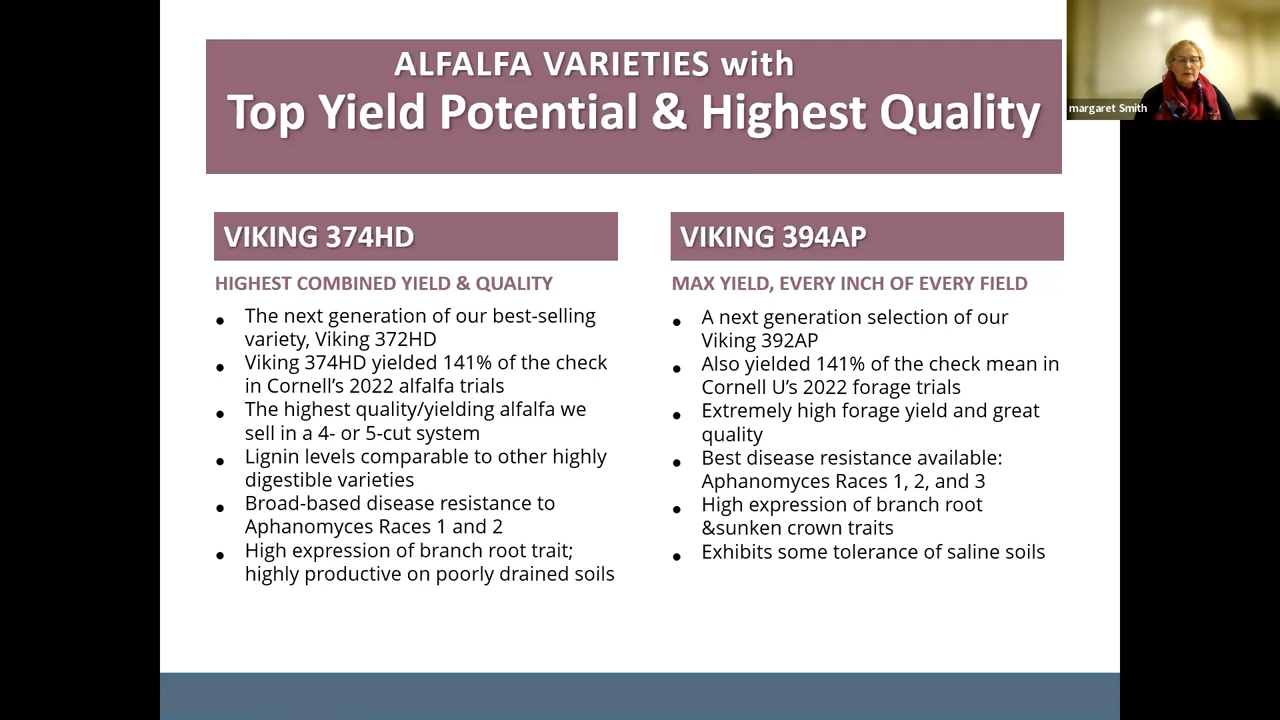 ALFALFA VARIETIES with
Top Yield Potential & Highest Quality
margaret Smith
VIKING 374HD
HIGHEST COMBINED YIELD & QUALITY
• The next generation of our best-selling
variety, Viking 372HD
• Viking 374HD yielded 141% of the check
in Cornell's 2022 alfalfa trials
• The highest quality/yielding alfalfa we
sell in a 4- or 5-cut system
• Lignin levels comparable to other highly
digestible varieties
• Broad-based disease resistance to
Aphanomyces Races 1 and 2
• High expression of branch root trait;
highly productive on poorly drained soils
VIKING 394AP
MAX YIELD, EVERY INCH OF EVERY FIELD
• A next generation selection of our
Viking 392AP
• Also yielded 141% of the check mean in
Cornell U's 2022 forage trials
• Extremely high forage yield and great
quality
• Best disease resistance available:
Aphanomyces Races 1, 2, and 3
• High expression of branch root
&sunken crown traits
• Exhibits some tolerance of saline soils